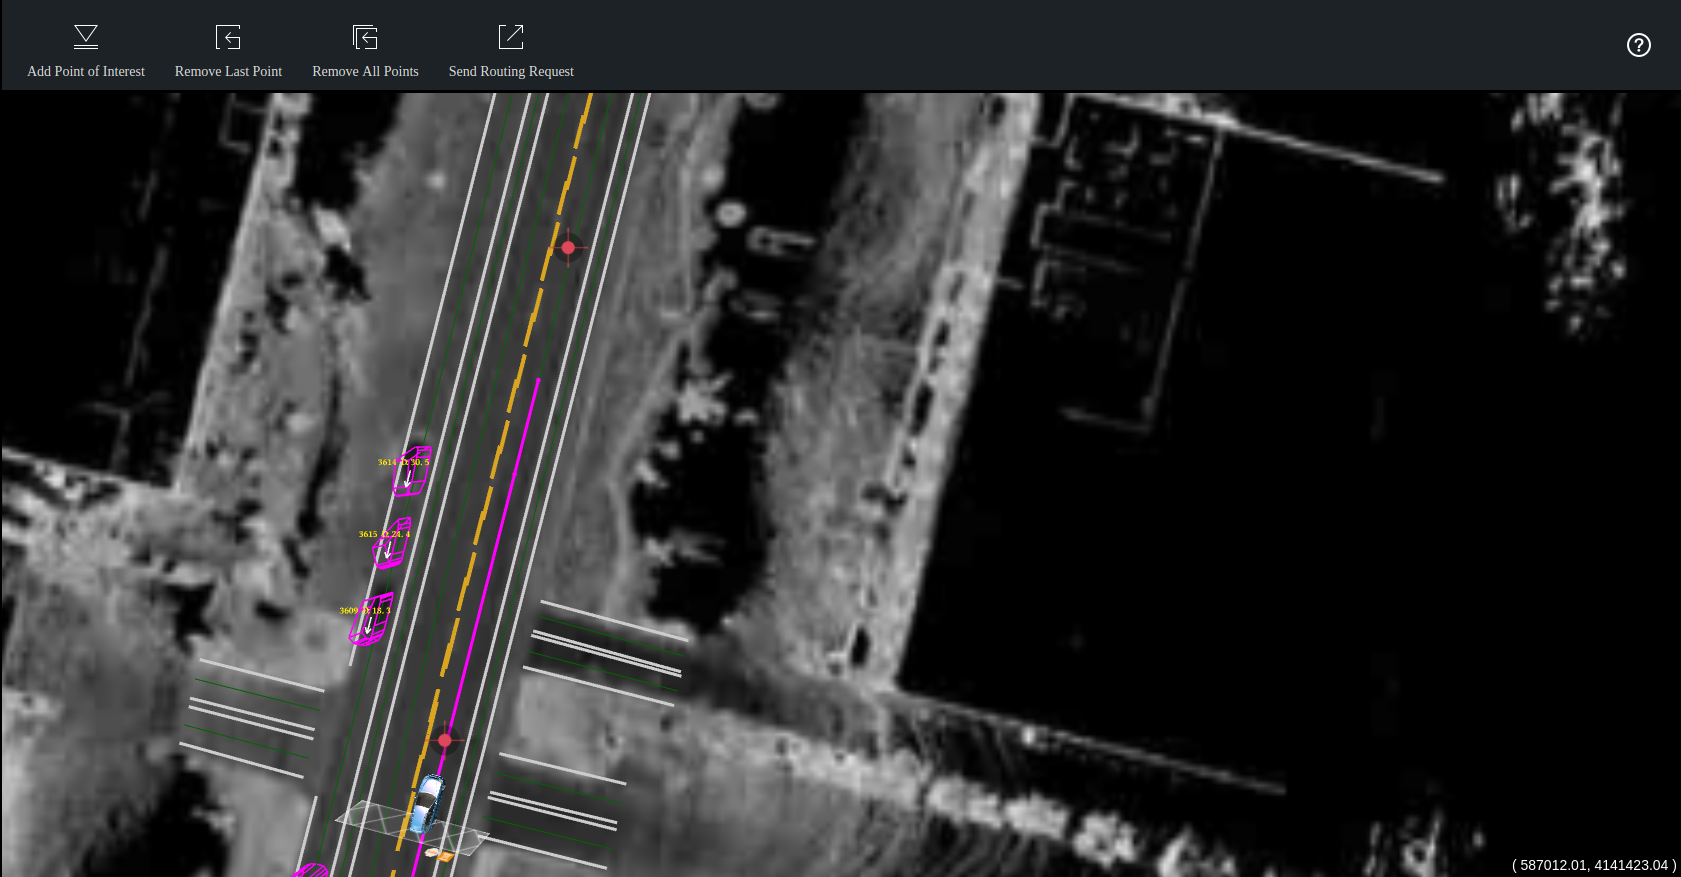 Add Point of Interest
Remove Last Point
Remove All Points
Send Routing Request
3614 D:30.5
3615 D:24.4
3609 D:18.3
( 587012.01, 4141423.04 )